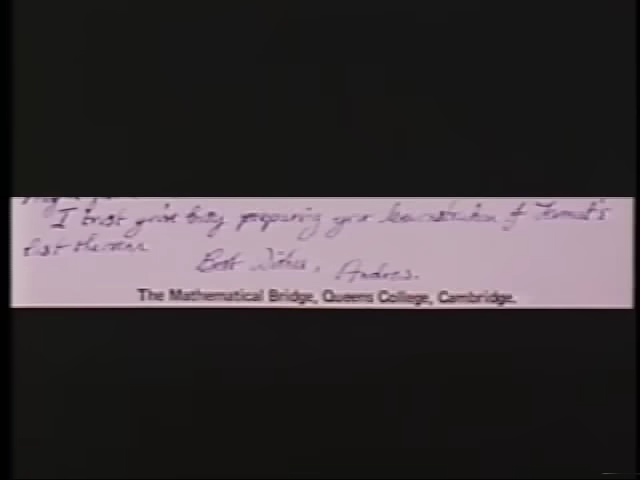 I trust you're busy preparing your demonstration of Fermat's
last theorem
Best Wishes, Andrew.
The Mathematical Bridge, Queens College, Cambridge.